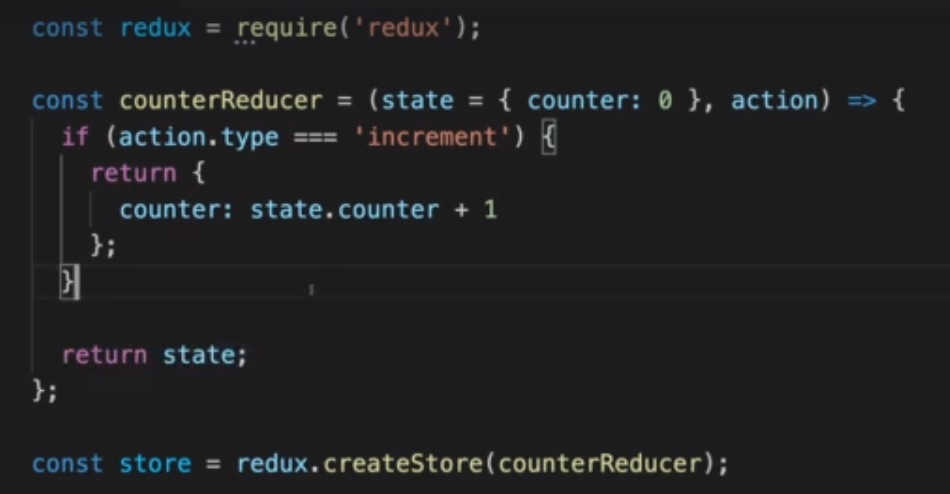 const redux = require('redux');
const counterReducer = (state = { counter: 0 }, action) => {
if (action.type === 'increment') {
return {
counter: state.counter + 1
};
}
return state;
};
const store = redux.createStore(counterReducer);